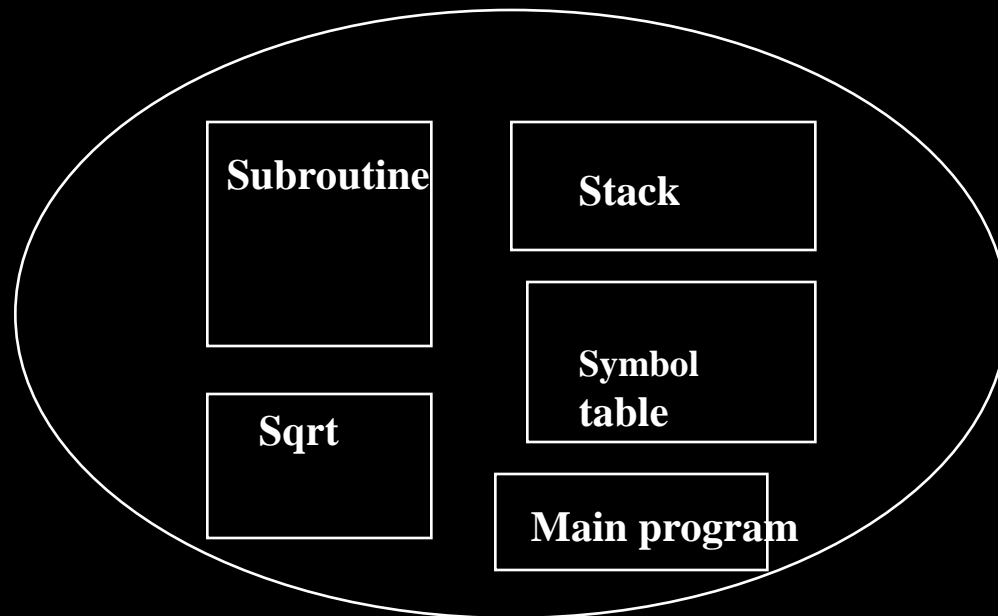 Subroutine
Stack
Symbol
table
Sqrt
Main program